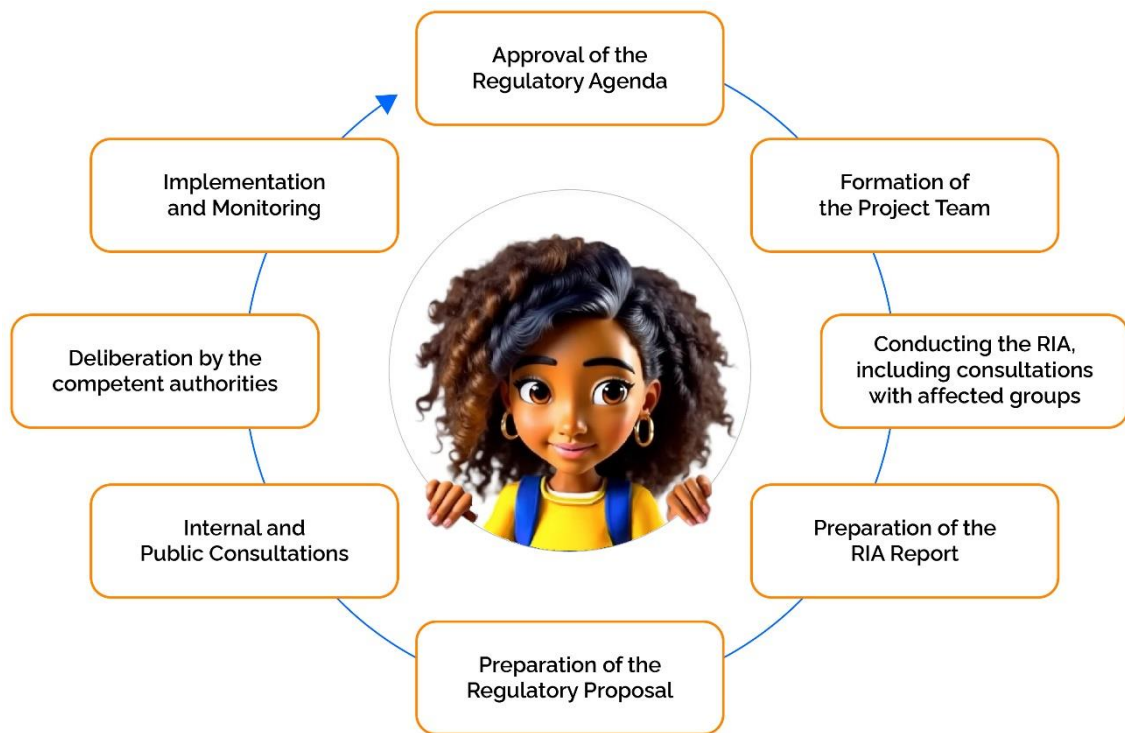 Approval of the
Regulatory Agenda
Formation of
the Project Team
Conducting the RIA,
including consultations
with affected groups
Preparation of the
RIA Report
Preparation of the
Regulatory Proposal
Internal and
Public Consultations
Deliberation by the
competent authorities
Implementation
and Monitoring